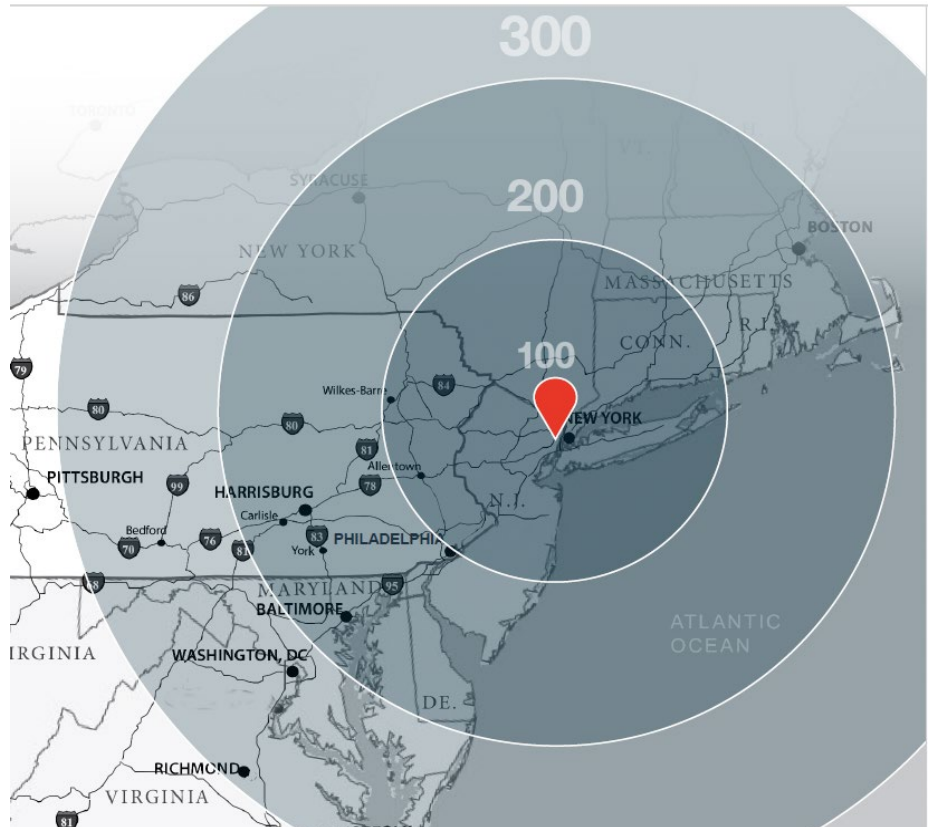 300
TORONTO
VT.
N.H.
SYRACUSE
200
BOSTON
NEW YORK
MASSACHUSETTS
86
R.I.
CONN.
100
79
84
Wilkes-Barre
80
80
NEW YORK
PENNSYLVANIA
81
Allentown
PITTSBURGH
99
78
HARRISBURG
N.J.
Carlisle
Bedford
76
83
PHILADELPHIA
70
81
York
68
MARYLAND
95
BALTIMORE
ATLANTIC
OCEAN
IRGINIA
WASHINGTON, DC
DE.
RICHMOND
VIRGINIA
81